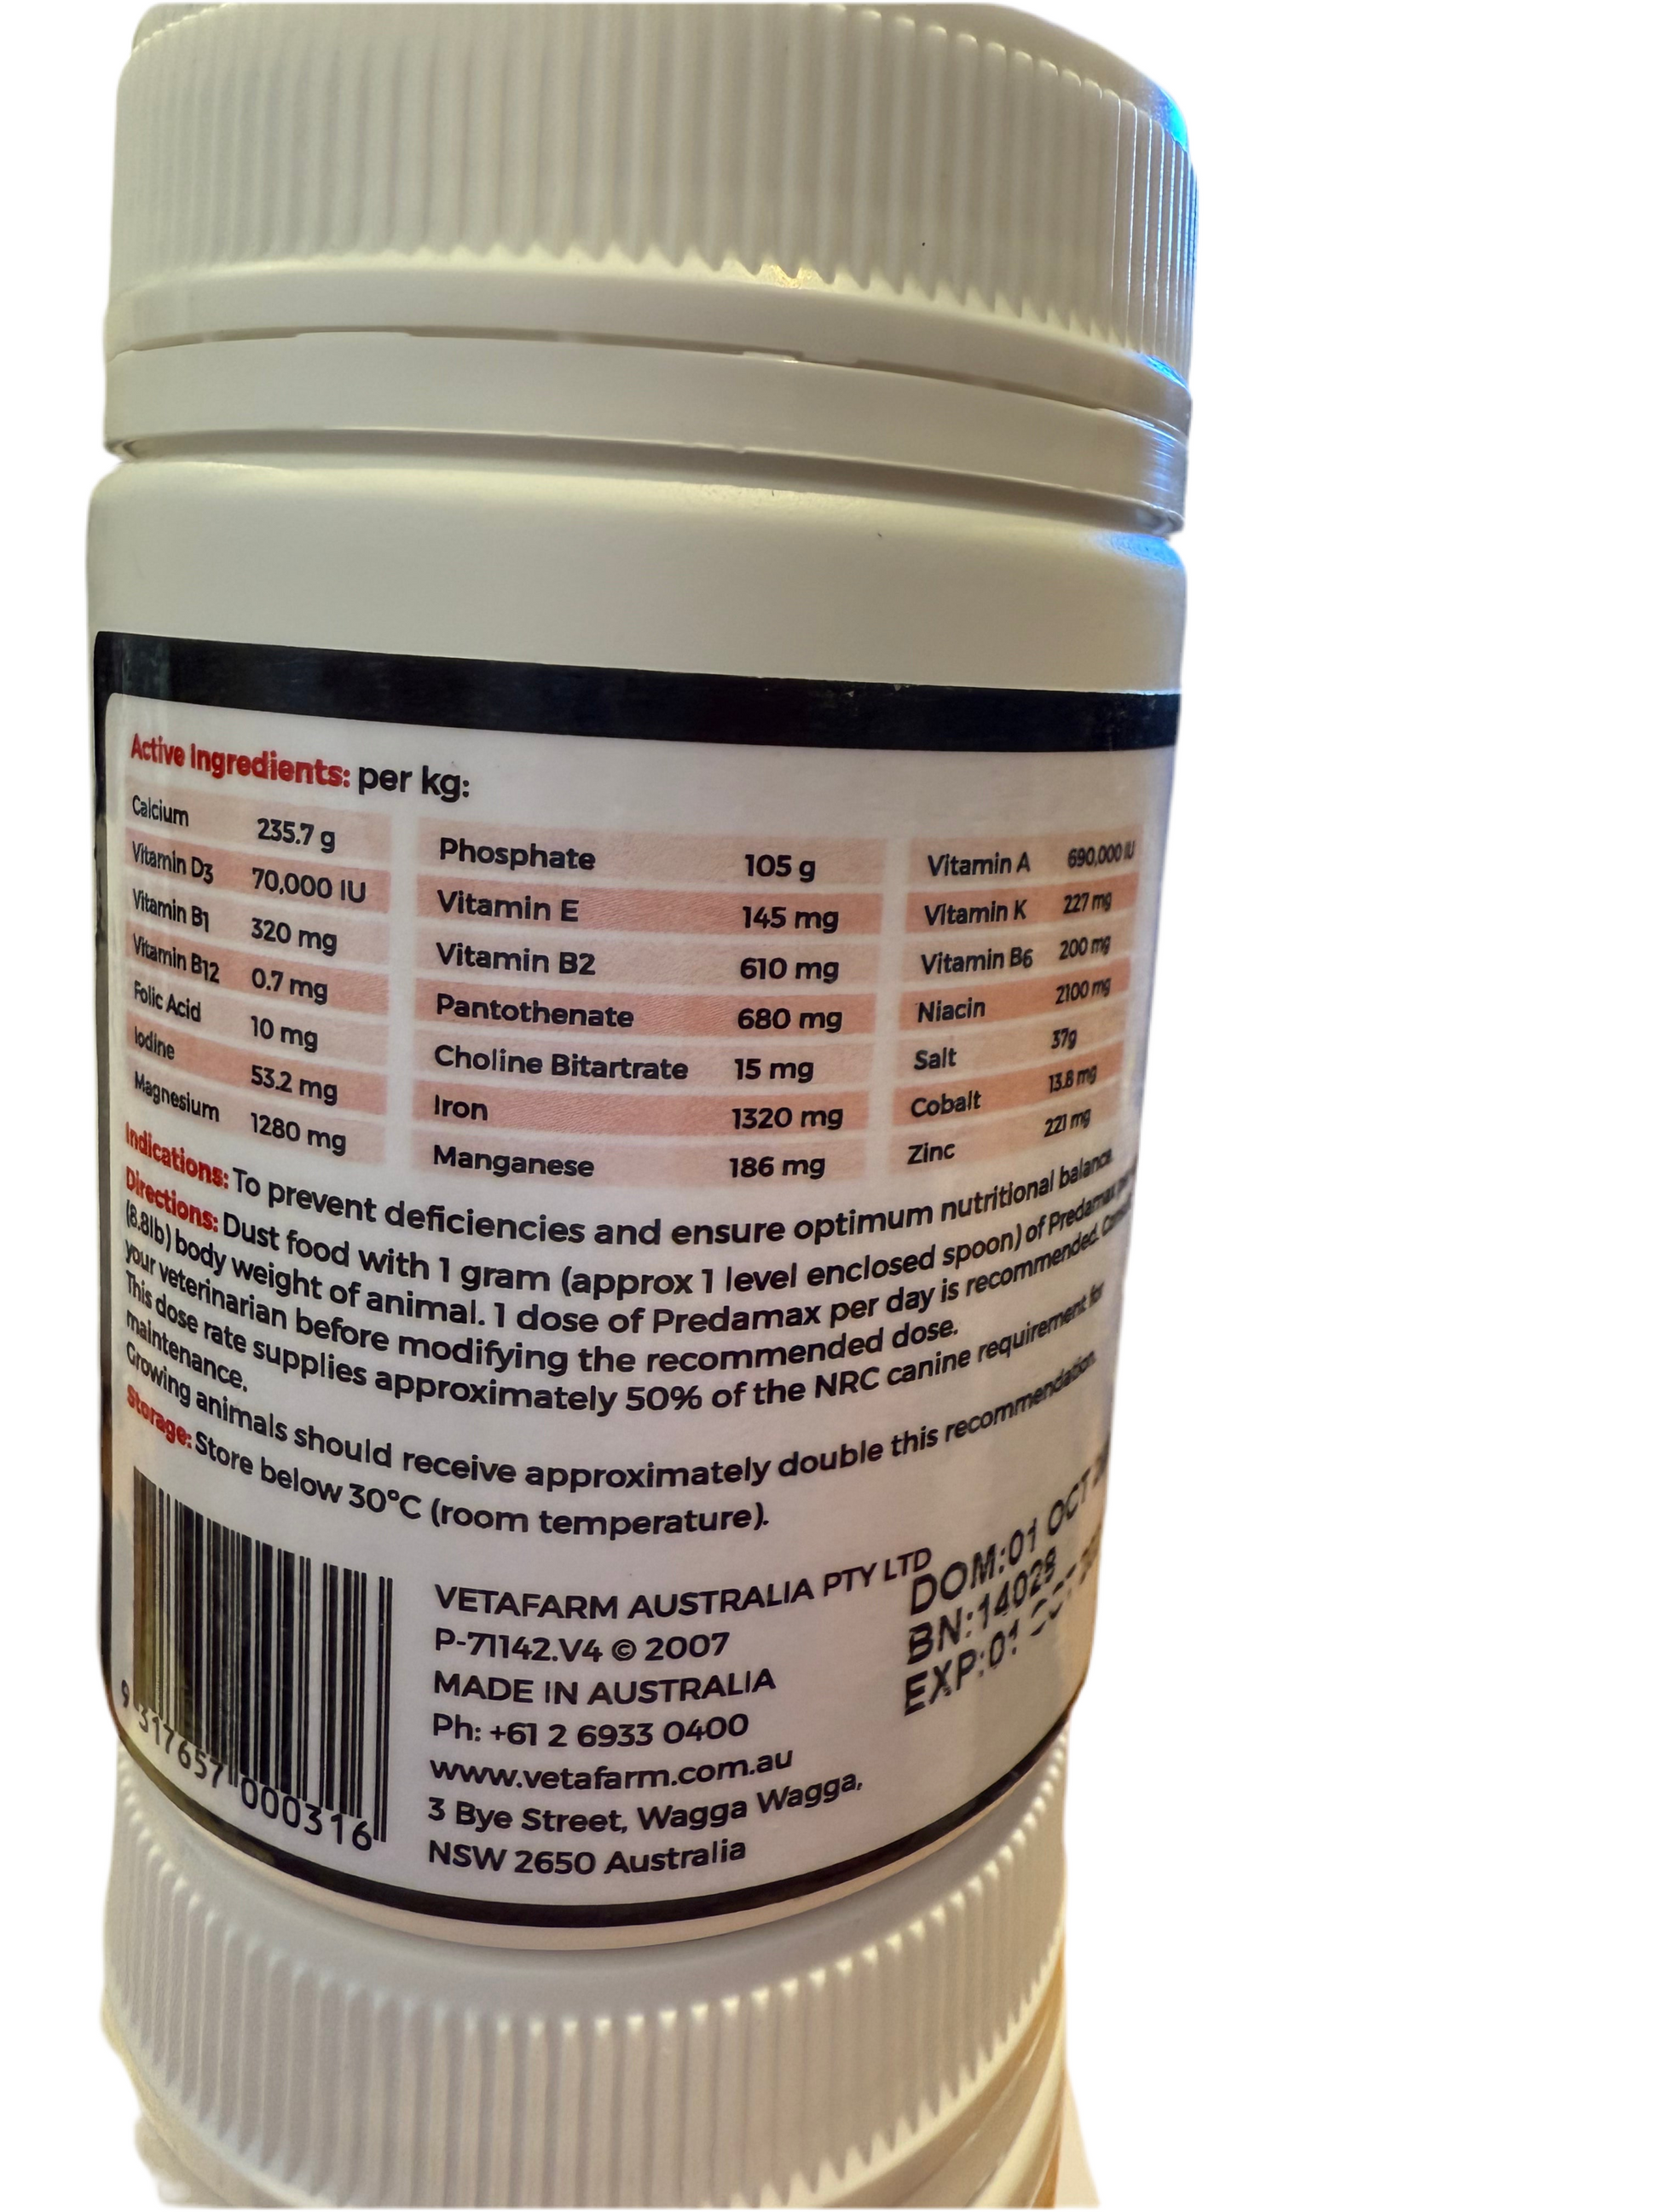 Active Ingredients: per kg:
Calcium 235.7 g Phosphate 105 g Vitamin A 690,000 IU
Vitamin D3 70,000 IU Vitamin E 145 mg Vitamin K 227 mg
Vitamin B1 320 mg Vitamin B2 610 mg Vitamin B6 200 mg
Vitamin B12 0.7 mg Pantothenate 680 mg Niacin 2100 mg
Folic Acid 10 mg Choline Bitartrate 15 mg Salt 37g
Iodine 53.2 mg Iron 1320 mg Cobalt 13.8 mg
Magnesium 1280 mg Manganese 186 mg Zinc 221 mg
Indications: To prevent deficiencies and ensure optimum nutritional balance.
Directions: Dust food with 1 gram (approx 1 level enclosed spoon) of Predamax
(8.8lb) body weight of animal. 1 dose of Predamax per day is recommended.
your veterinarian before modifying the recommended dose.
This dose rate supplies approximately 50% of the NRC canine requirement for
maintenance.
Growing animals should receive approximately double this recommendation.
Storage: Store below 30°C (room temperature).
VETAFARM AUSTRALIA PTY LTD
P-71142.V4 © 2007
MADE IN AUSTRALIA
Ph: +61 2 6933 0400
www.vetafarm.com.au
3 Bye Street, Wagga Wagga,
NSW 2650 Australia
DOM:01 OCT
BN:14029
EXP:01
9 317657 000316